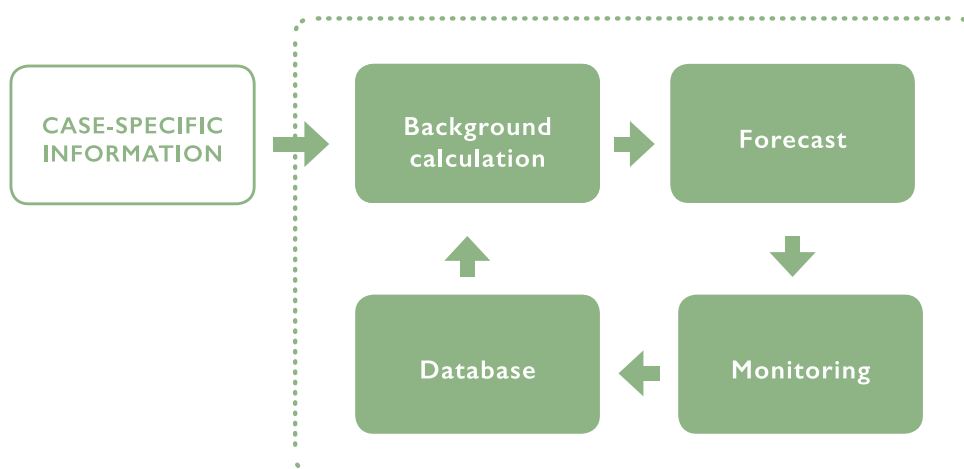 CASE-SPECIFIC
INFORMATION
Background
calculation
Forecast
Database
Monitoring